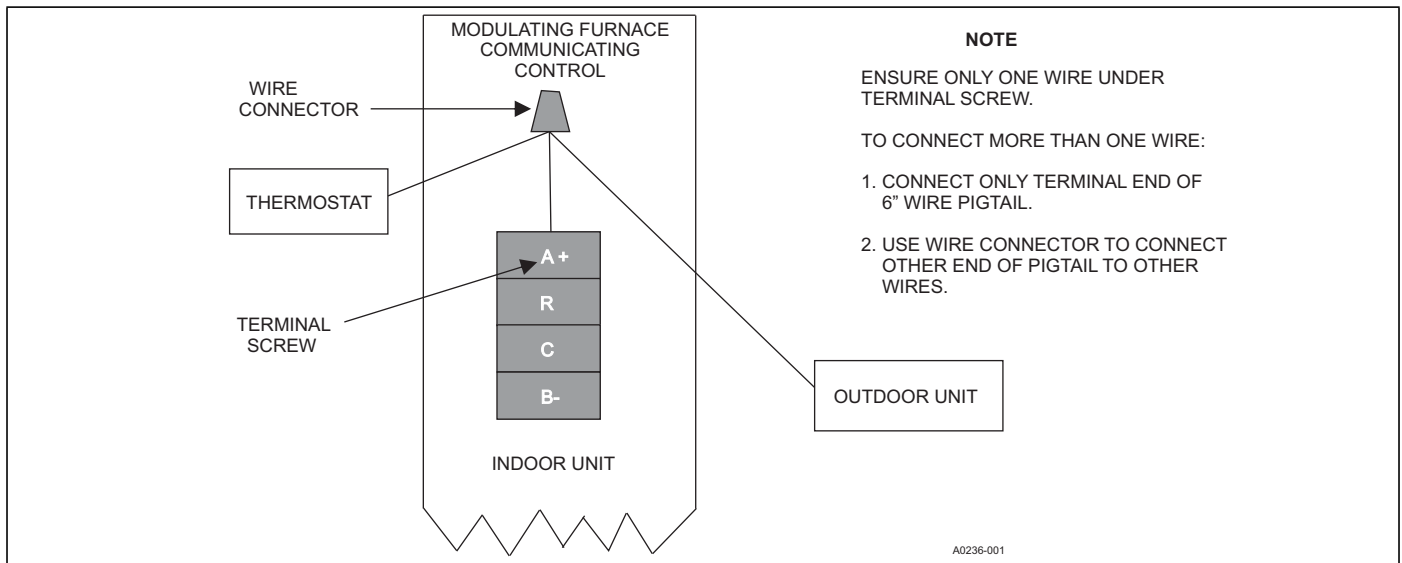 MODULATING FURNACE
COMMUNICATING
CONTROL
WIRE
CONNECTOR
THERMOSTAT
A +
R
C
B-
TERMINAL
SCREW
INDOOR UNIT
OUTDOOR UNIT
NOTE
ENSURE ONLY ONE WIRE UNDER
TERMINAL SCREW.
TO CONNECT MORE THAN ONE WIRE:
1. CONNECT ONLY TERMINAL END OF
6” WIRE PIGTAIL.
2. USE WIRE CONNECTOR TO CONNECT
OTHER END OF PIGTAIL TO OTHER
WIRES.
A0236-001